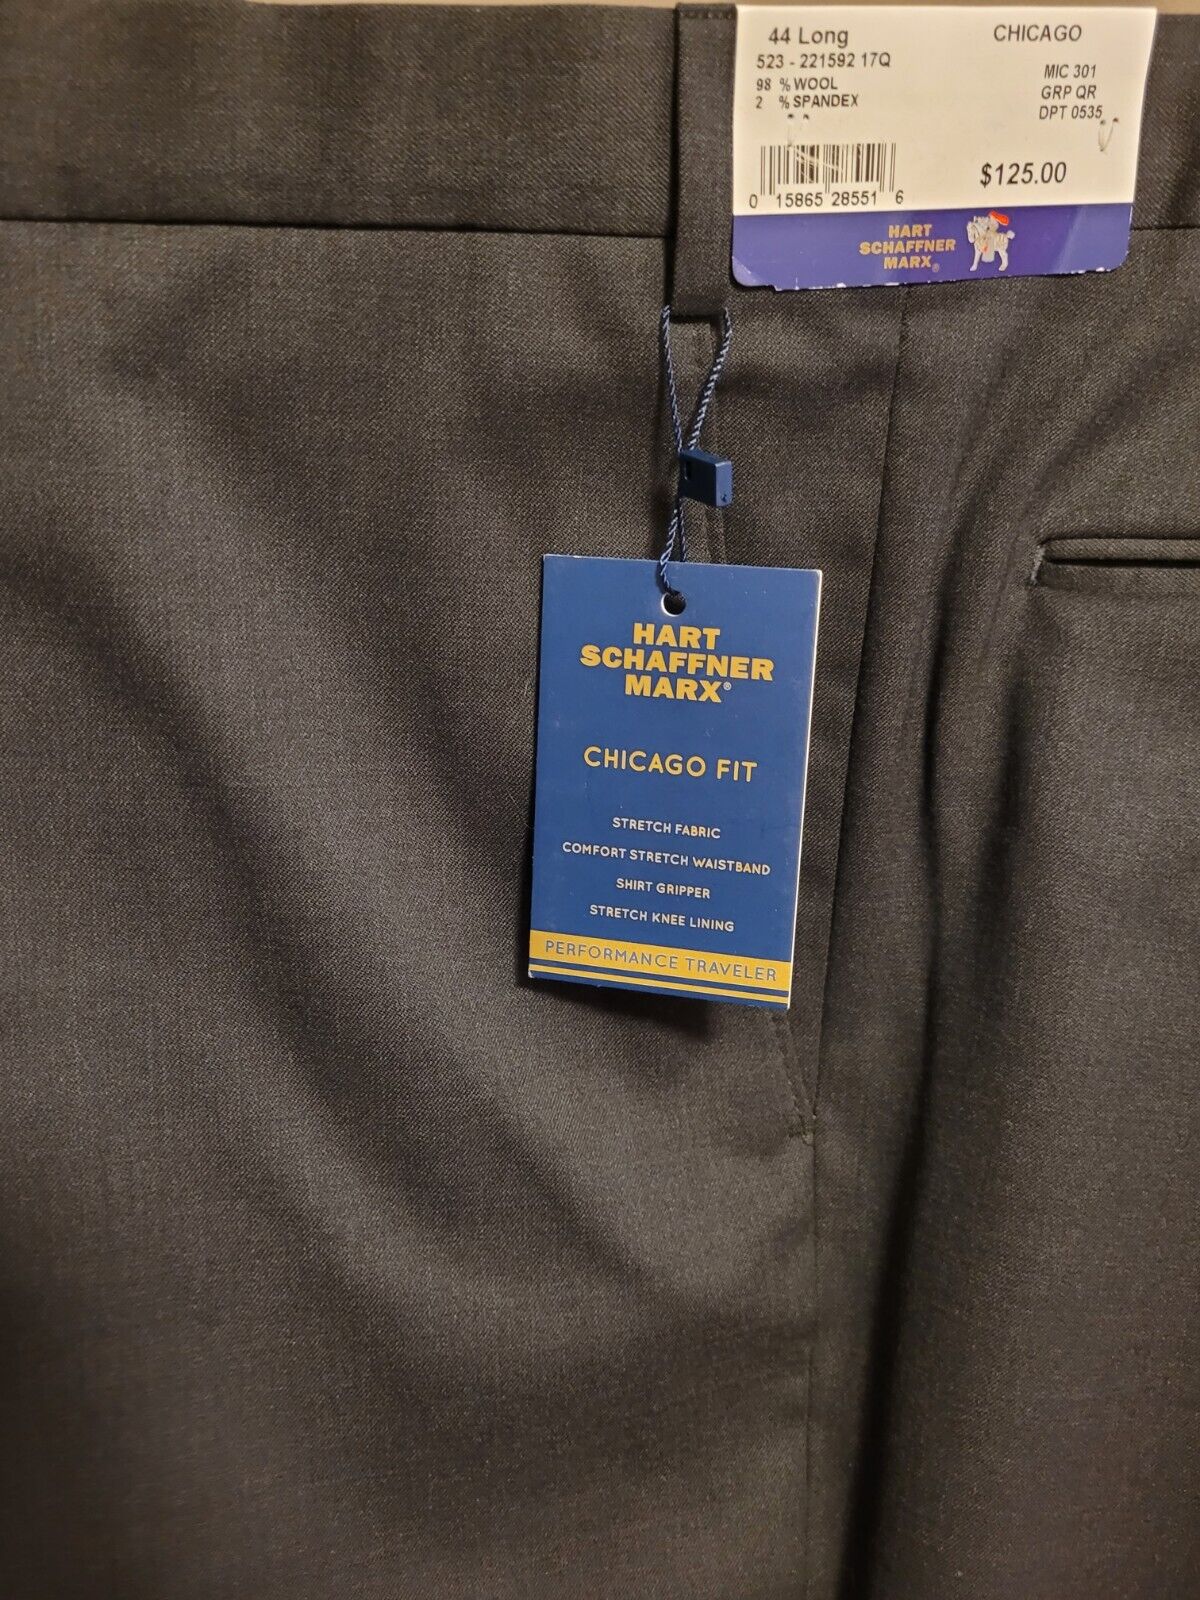 44 Long CHICAGO
523 - 221592 17Q
98 % WOOL MIC 301
2 % SPANDEX GRP QR
DPT 0535
$125.00
0 15865 28551 6
HART
SCHAFFNER
MARX®
HART
SCHAFFNER
MARX®
CHICAGO FIT
STRETCH FABRIC
COMFORT STRETCH WAISTBAND
SHIRT GRIPPER
STRETCH KNEE LINING
PERFORMANCE TRAVELER